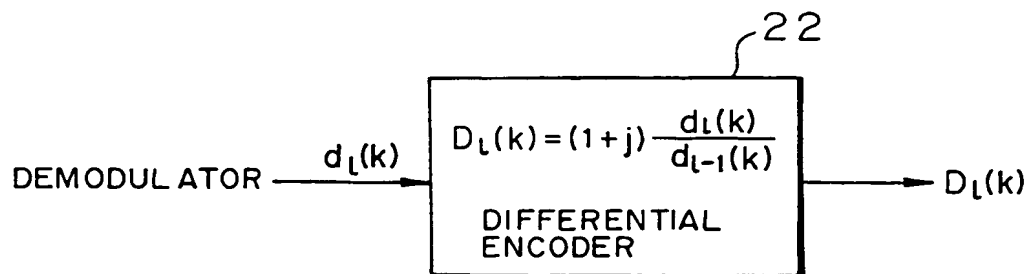 22
D_l(k) = (1+j) d_l(k) / d_{l-1}(k)
d_l(k)
DEMODULATOR
D_l(k)
DIFFERENTIAL
ENCODER